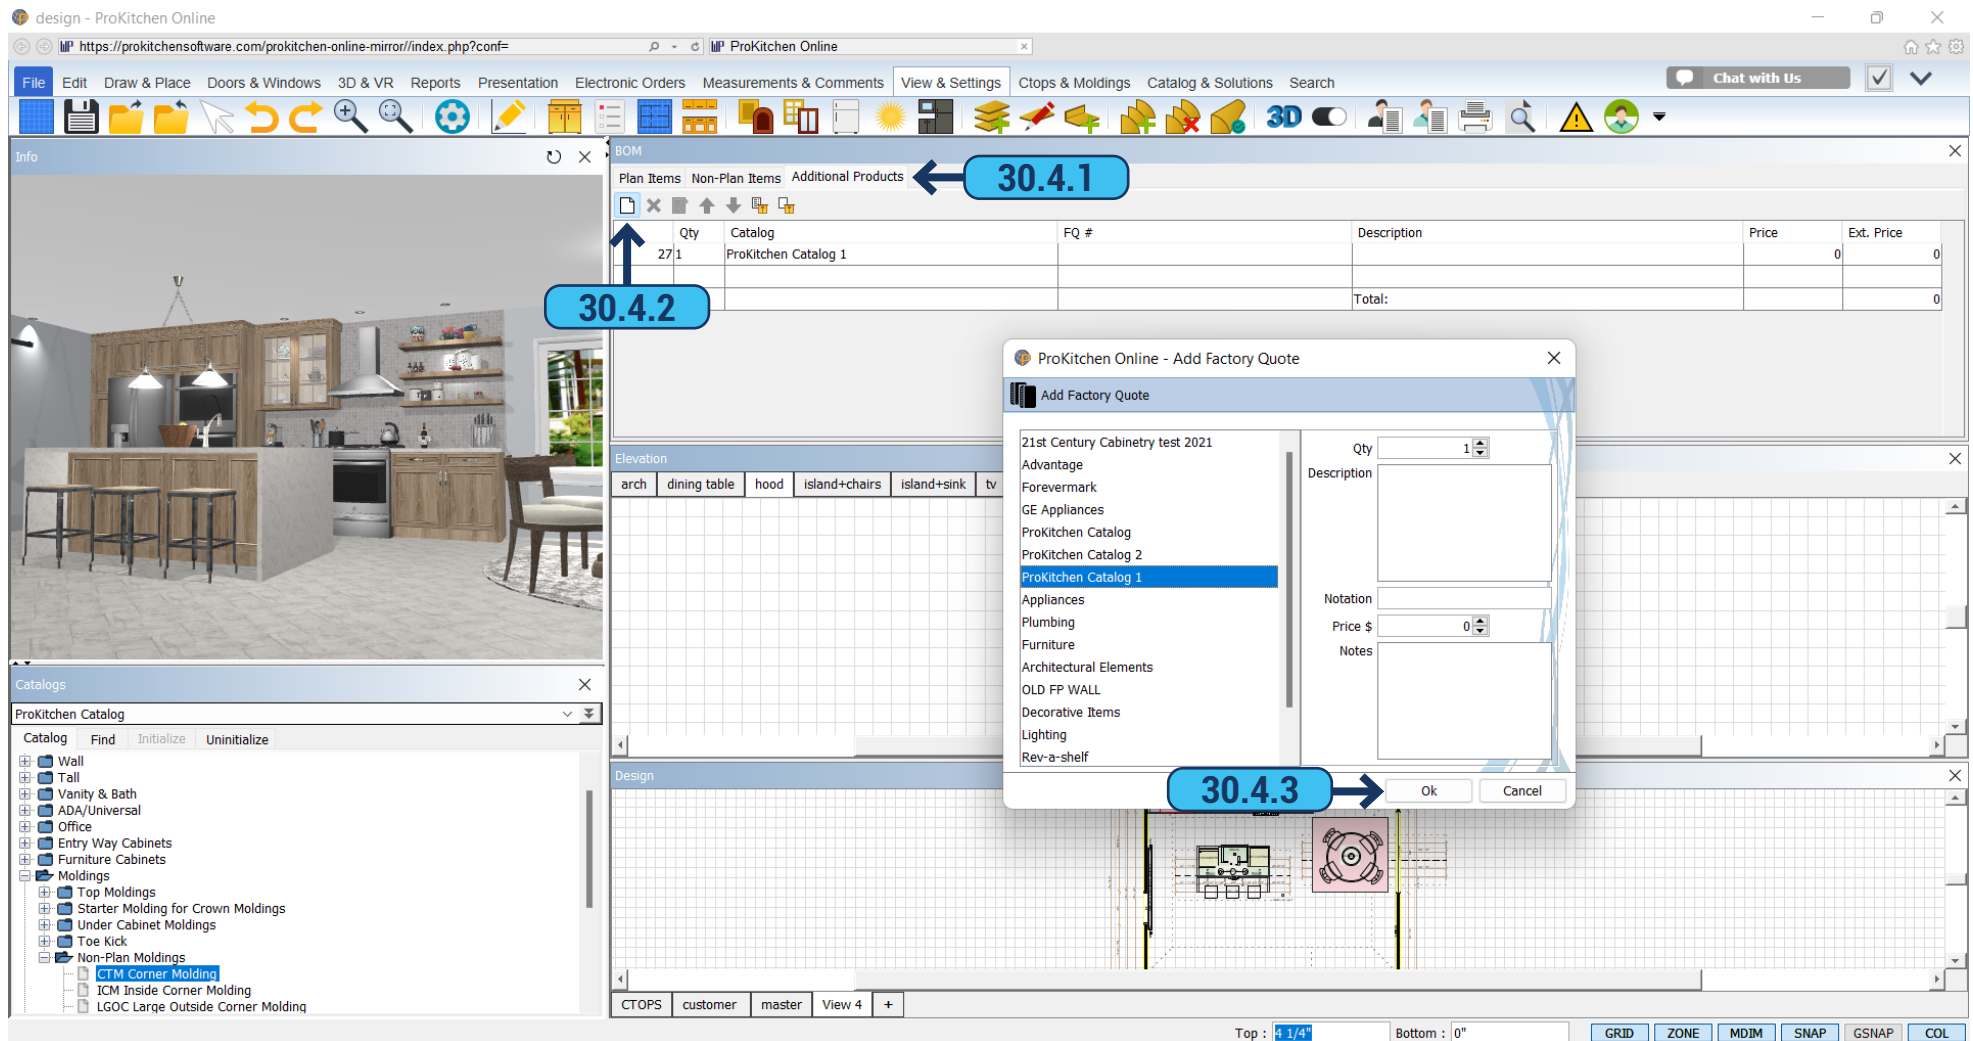 design - ProKitchen Online
https://prokitchensoftware.com/prokitchen-online-mirror//index.php?conf=
ProKitchen Online
File Edit Draw & Place Doors & Windows 3D & VR Reports Presentation Electronic Orders Measurements & Comments View & Settings Ctops & Moldings Catalog & Solutions Search
Chat with Us
3D
Info
BOM
Plan Items Non-Plan Items Additional Products
30.4.1
Qty Catalog FQ # Description Price Ext. Price
27 1 ProKitchen Catalog 1 0 0
30.4.2
Total: 0
ProKitchen Online - Add Factory Quote
Add Factory Quote
21st Century Cabinetry test 2021
Advantage
Forevermark
GE Appliances
ProKitchen Catalog
ProKitchen Catalog 2
ProKitchen Catalog 1
Appliances
Plumbing
Furniture
Architectural Elements
OLD FP WALL
Decorative Items
Lighting
Rev-a-shelf
Qty 1
Description
Notation
Price $ 0
Notes
30.4.3
Ok Cancel
Elevation
arch dining table hood island+chairs island+sink tv
Catalogs
ProKitchen Catalog
Catalog Find Initialize Uninitialize
Wall
Tall
Vanity & Bath
ADA/Universal
Office
Entry Way Cabinets
Furniture Cabinets
Moldings
Top Moldings
Starter Molding for Crown Moldings
Under Cabinet Moldings
Toe Kick
Non-Plan Moldings
CTM Corner Molding
ICM Inside Corner Molding
LGOC Large Outside Corner Molding
Design
CTOPS customer master View 4 +
Top : 4 1/4" Bottom : 0" GRID ZONE MDIM SNAP GSNAP COL